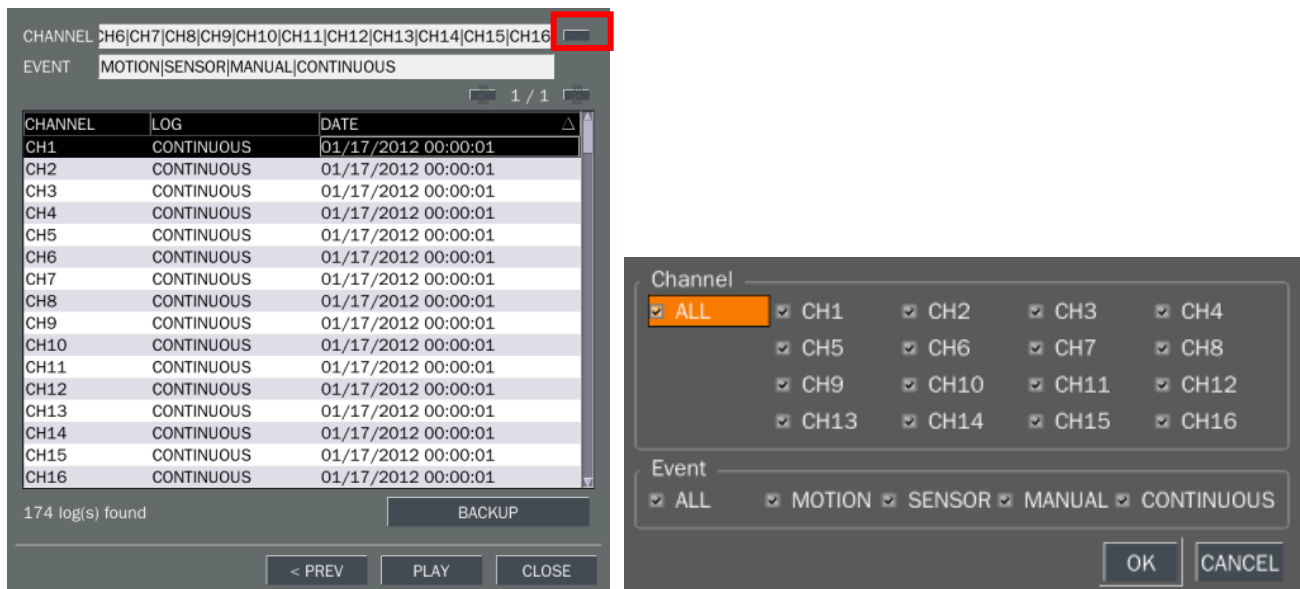 CHANNEL CH6|CH7|CH8|CH9|CH10|CH11|CH12|CH13|CH14|CH15|CH16
EVENT MOTION|SENSOR|MANUAL|CONTINUOUS
1 / 1
CHANNEL LOG DATE
CH1 CONTINUOUS 01/17/2012 00:00:01
CH2 CONTINUOUS 01/17/2012 00:00:01
CH3 CONTINUOUS 01/17/2012 00:00:01
CH4 CONTINUOUS 01/17/2012 00:00:01
CH5 CONTINUOUS 01/17/2012 00:00:01
CH6 CONTINUOUS 01/17/2012 00:00:01
CH7 CONTINUOUS 01/17/2012 00:00:01
CH8 CONTINUOUS 01/17/2012 00:00:01
CH9 CONTINUOUS 01/17/2012 00:00:01
CH10 CONTINUOUS 01/17/2012 00:00:01
CH11 CONTINUOUS 01/17/2012 00:00:01
CH12 CONTINUOUS 01/17/2012 00:00:01
CH13 CONTINUOUS 01/17/2012 00:00:01
CH14 CONTINUOUS 01/17/2012 00:00:01
CH15 CONTINUOUS 01/17/2012 00:00:01
CH16 CONTINUOUS 01/17/2012 00:00:01
174 log(s) found BACKUP
< PREV PLAY CLOSE
Channel
ALL CH1 CH2 CH3 CH4
CH5 CH6 CH7 CH8
CH9 CH10 CH11 CH12
CH13 CH14 CH15 CH16
Event
ALL MOTION SENSOR MANUAL CONTINUOUS
OK CANCEL